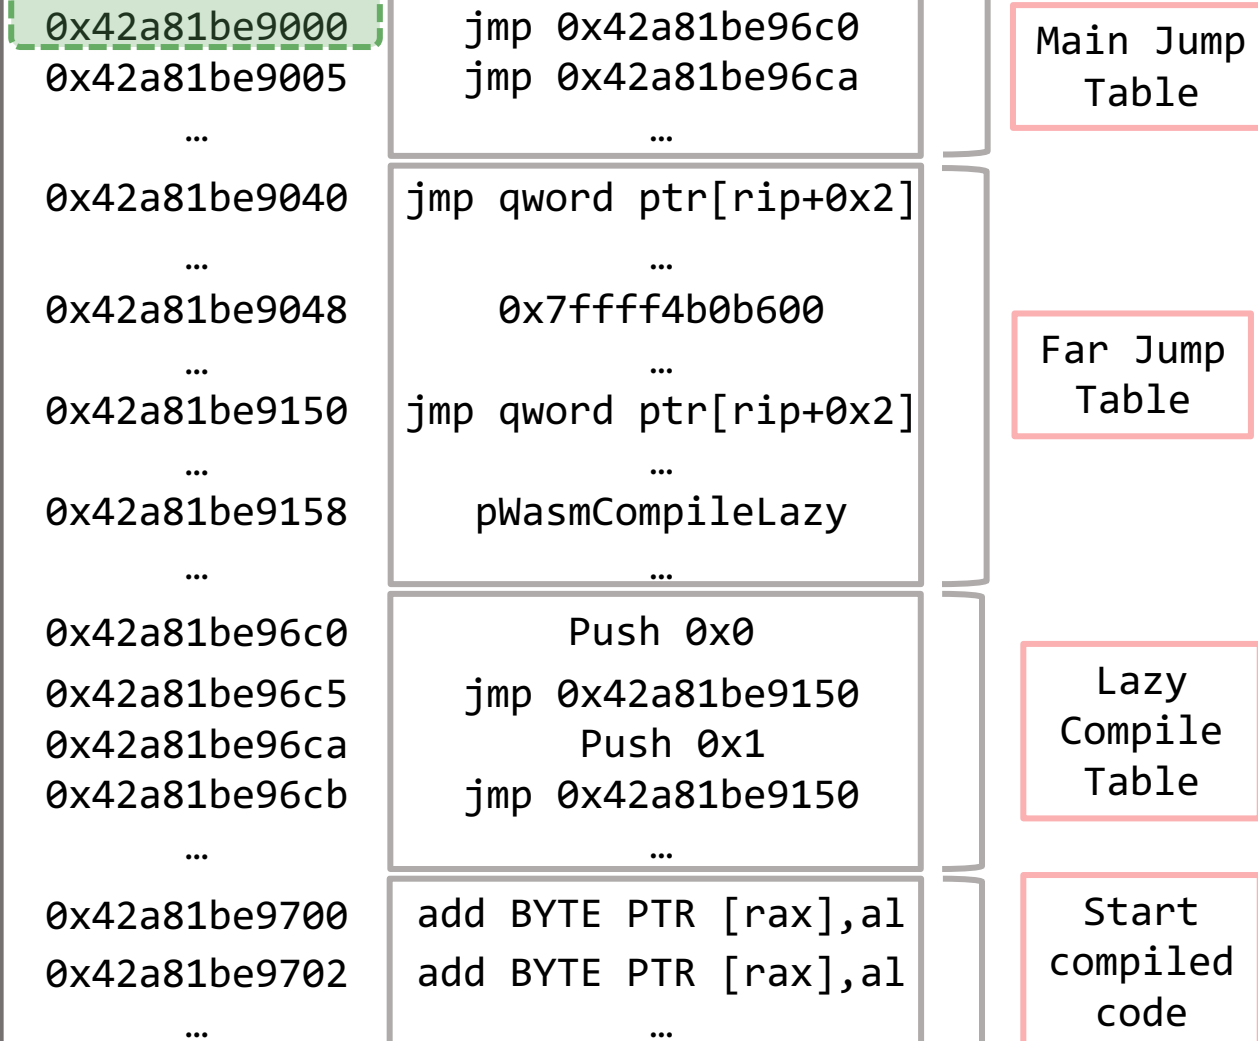 0x42a81be9000 jmp 0x42a81be96c0
0x42a81be9005 jmp 0x42a81be96ca
… …
Main Jump
Table
0x42a81be9040 jmp qword ptr[rip+0x2]
… …
0x42a81be9048 0x7ffff4b0b600
… …
0x42a81be9150 jmp qword ptr[rip+0x2]
… …
0x42a81be9158 pWasmCompileLazy
… …
Far Jump
Table
0x42a81be96c0 Push 0x0
0x42a81be96c5 jmp 0x42a81be9150
0x42a81be96ca Push 0x1
0x42a81be96cb jmp 0x42a81be9150
… …
Lazy
Compile
Table
0x42a81be9700 add BYTE PTR [rax],al
0x42a81be9702 add BYTE PTR [rax],al
… …
Start
compiled
code